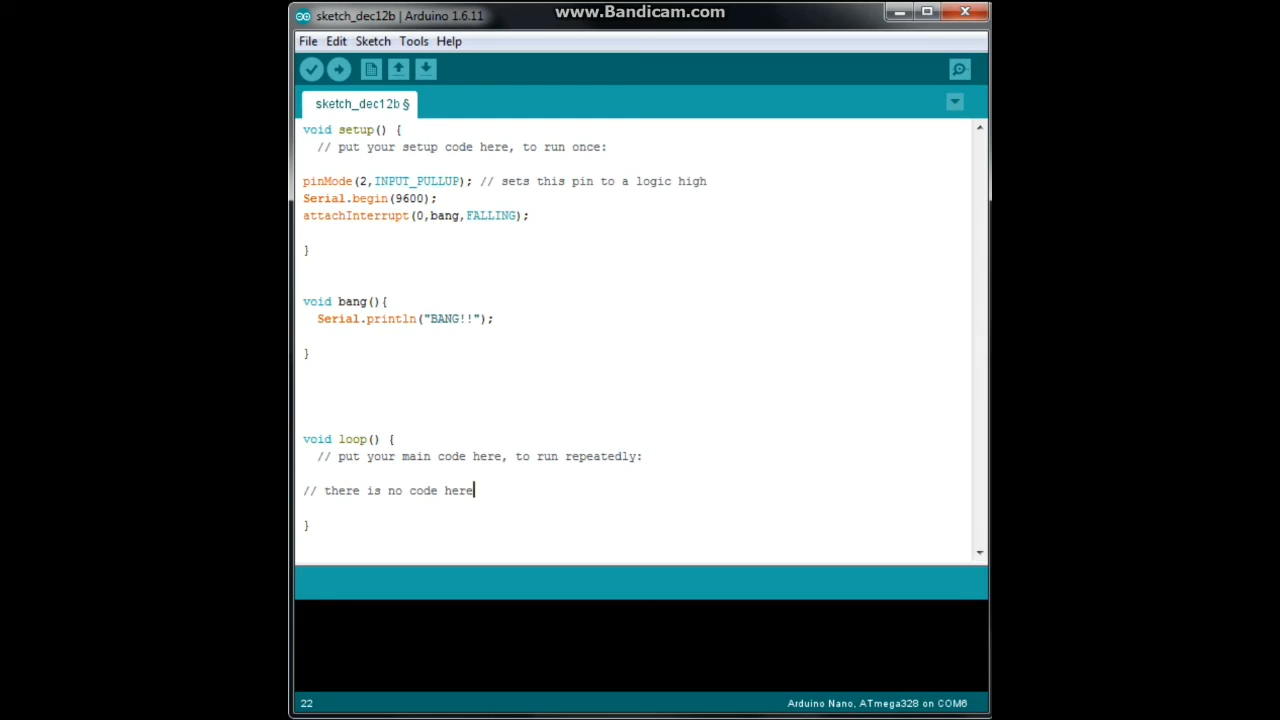 www.Bandicam.com
sketch_dec12b | Arduino 1.6.11
File Edit Sketch Tools Help
sketch_dec12b §
void setup() {
  // put your setup code here, to run once:
pinMode(2,INPUT_PULLUP); // sets this pin to a logic high
Serial.begin(9600);
attachInterrupt(0,bang,FALLING);
}
void bang(){
  Serial.println("BANG!!");
}
void loop() {
  // put your main code here, to run repeatedly:
// there is no code here
}
22 Arduino Nano, ATmega328 on COM6